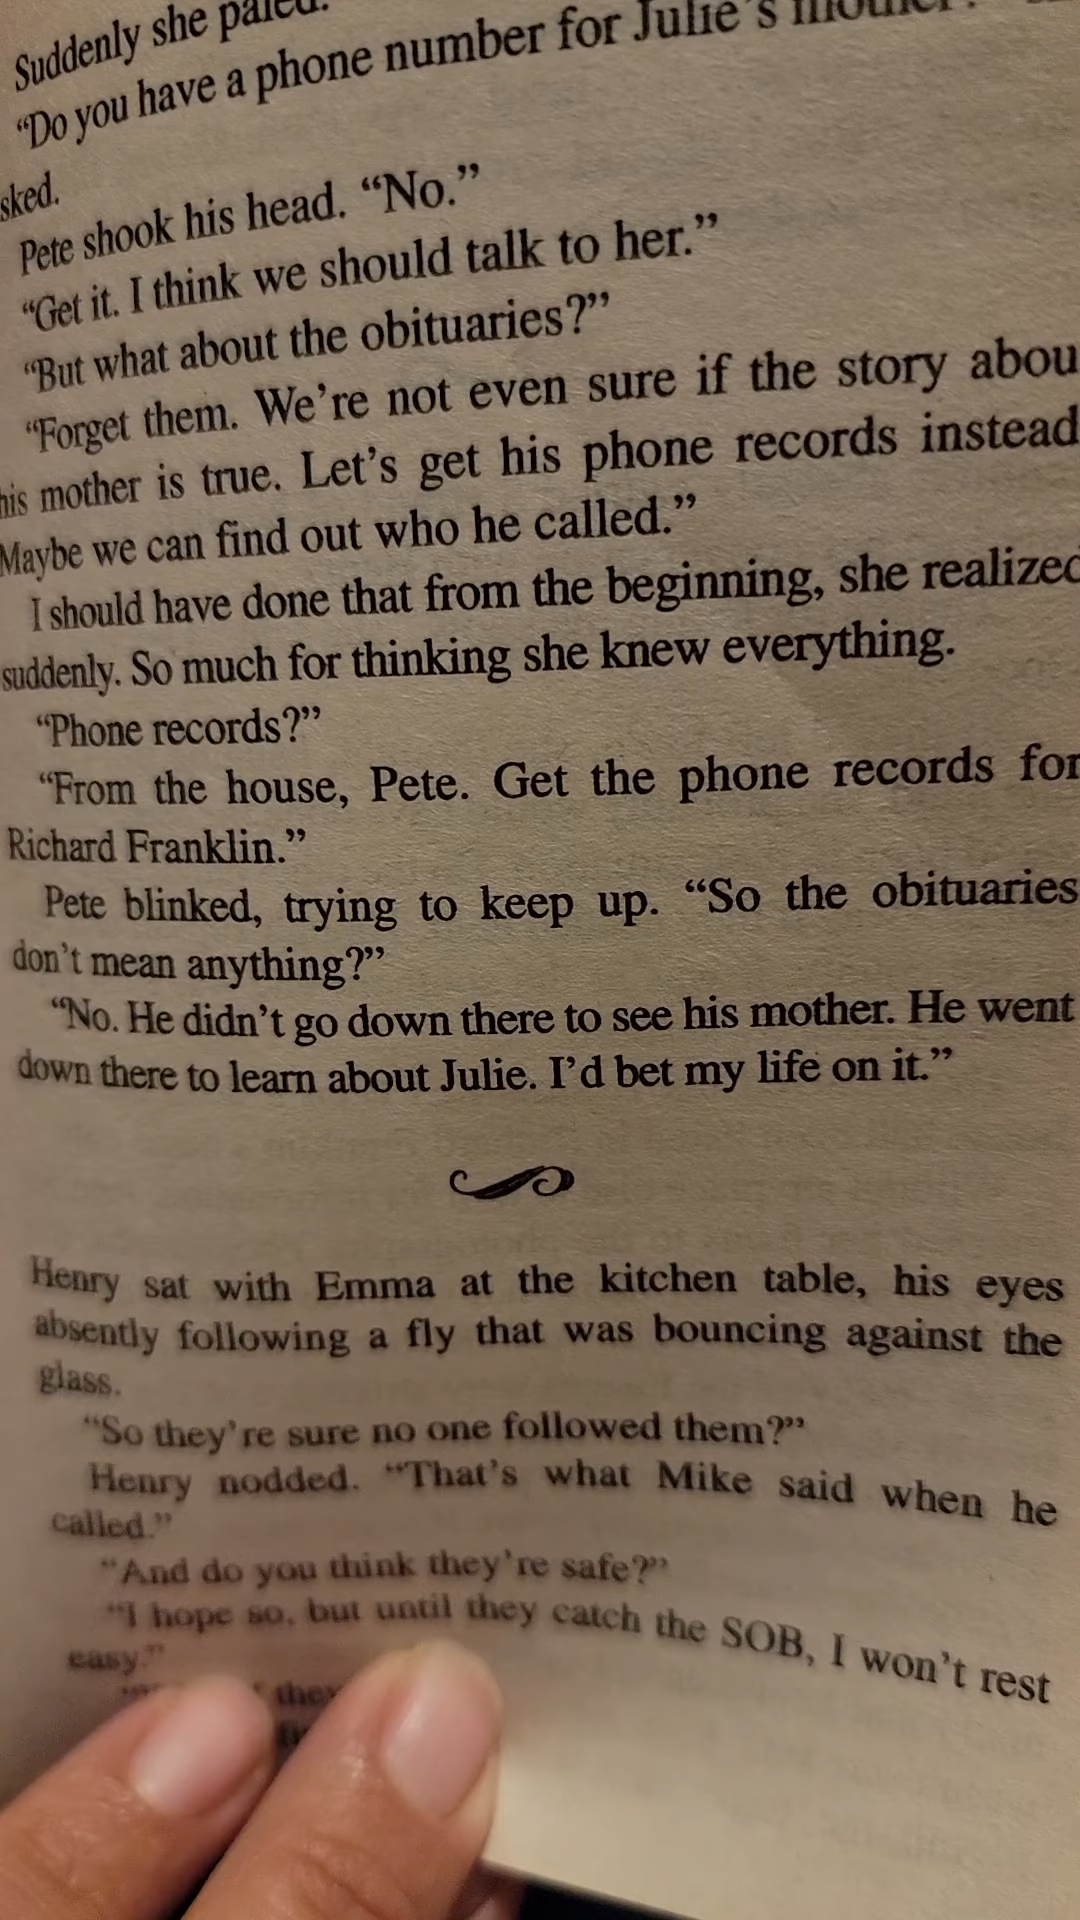 Suddenly she paled.
“Do you have a phone number for Julie’s mother?”
sked.
Pete shook his head. “No.”
“Get it. I think we should talk to her.”
“But what about the obituaries?”
“Forget them. We’re not even sure if the story abou
his mother is true. Let’s get his phone records instead
Maybe we can find out who he called.”
I should have done that from the beginning, she realized
suddenly. So much for thinking she knew everything.
“Phone records?”
“From the house, Pete. Get the phone records for
Richard Franklin.”
Pete blinked, trying to keep up. “So the obituaries
don’t mean anything?”
“No. He didn’t go down there to see his mother. He went
down there to learn about Julie. I’d bet my life on it.”
Henry sat with Emma at the kitchen table, his eyes
absently following a fly that was bouncing against the
glass.
“So they’re sure no one followed them?”
Henry nodded. “That’s what Mike said when he
called.”
“And do you think they’re safe?”
“I hope so, but until they catch the SOB, I won’t rest
easy.”
they